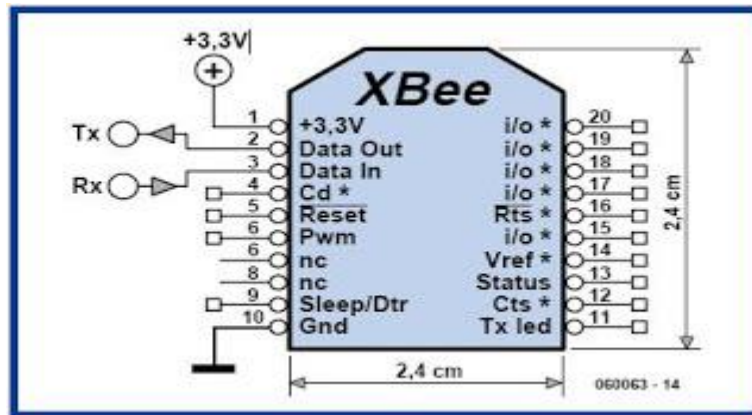 +3,3V
XBee
1 +3,3V i/o * 20
Tx 2 Data Out i/o * 19
3 Data In i/o * 18
Rx 4 Cd * i/o * 17
5 Reset Rts * 16
6 Pwm i/o * 15
6 nc Vref * 14
8 nc Status 13
9 Sleep/Dtr Cts * 12
10 Gnd Tx led 11
2,4 cm
2,4 cm
060063 - 14